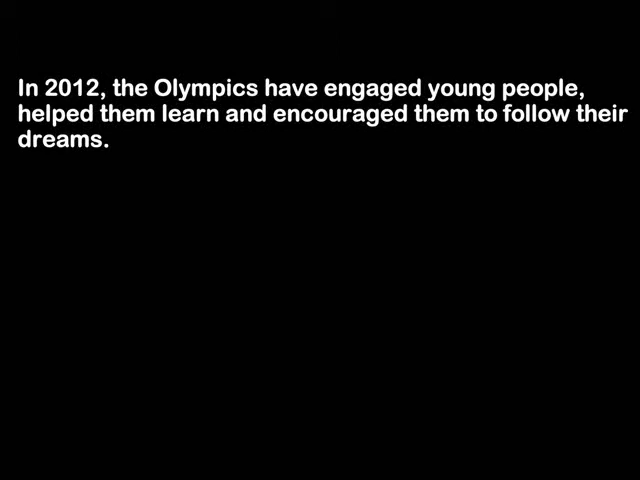 In 2012, the Olympics have engaged young people,
helped them learn and encouraged them to follow their
dreams.